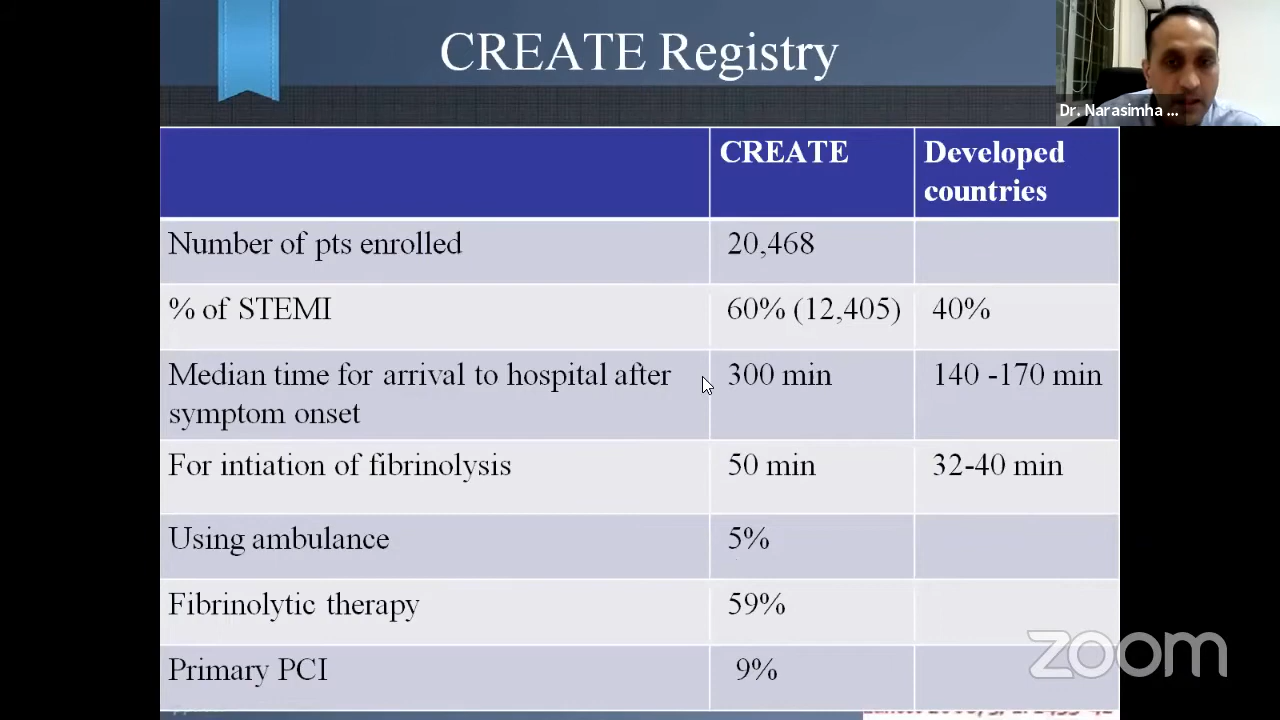 CREATE Registry
Dr. Narasimha ...
CREATE
Developed
countries
Number of pts enrolled
20,468
% of STEMI
60% (12,405)
40%
Median time for arrival to hospital after
symptom onset
300 min
140 -170 min
For intiation of fibrinolysis
50 min
32-40 min
Using ambulance
5%
Fibrinolytic therapy
59%
Primary PCI
9%
zoom